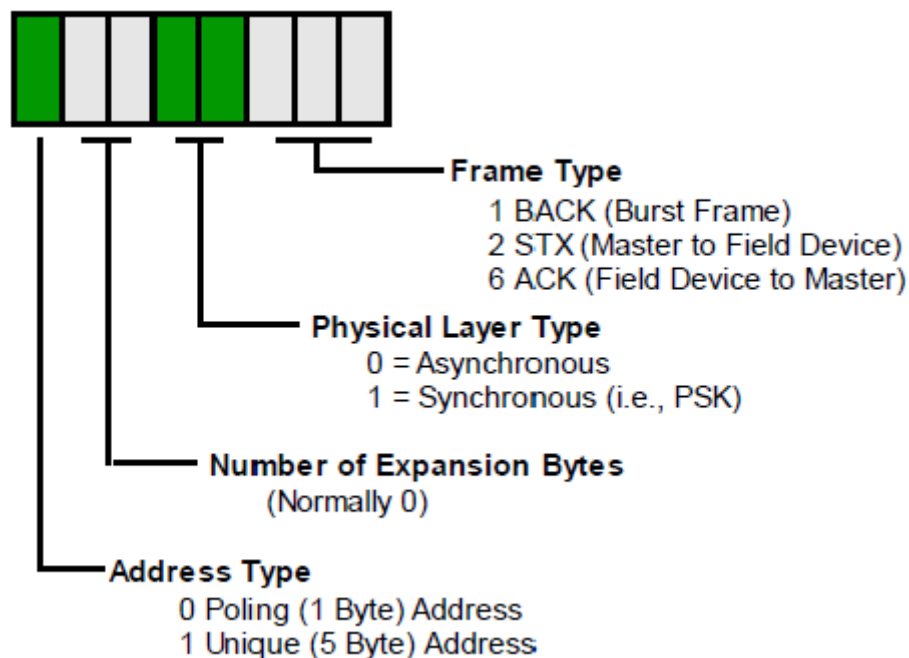 Frame Type
1 BACK (Burst Frame)
2 STX (Master to Field Device)
6 ACK (Field Device to Master)
Physical Layer Type
0 = Asynchronous
1 = Synchronous (i.e., PSK)
Number of Expansion Bytes
(Normally 0)
Address Type
0 Poling (1 Byte) Address
1 Unique (5 Byte) Address